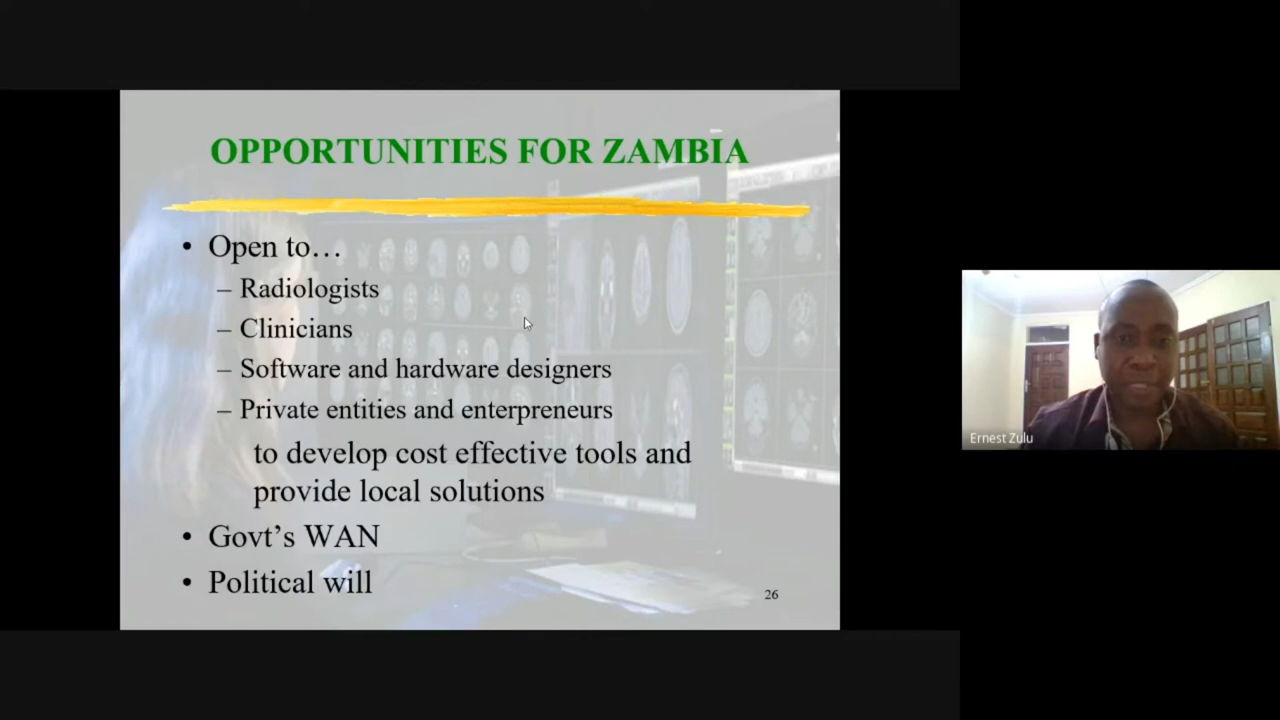 OPPORTUNITIES FOR ZAMBIA
• Open to…
– Radiologists
– Clinicians
– Software and hardware designers
– Private entities and enterpreneurs
to develop cost effective tools and
provide local solutions
• Govt’s WAN
• Political will
26
Ernest Zulu